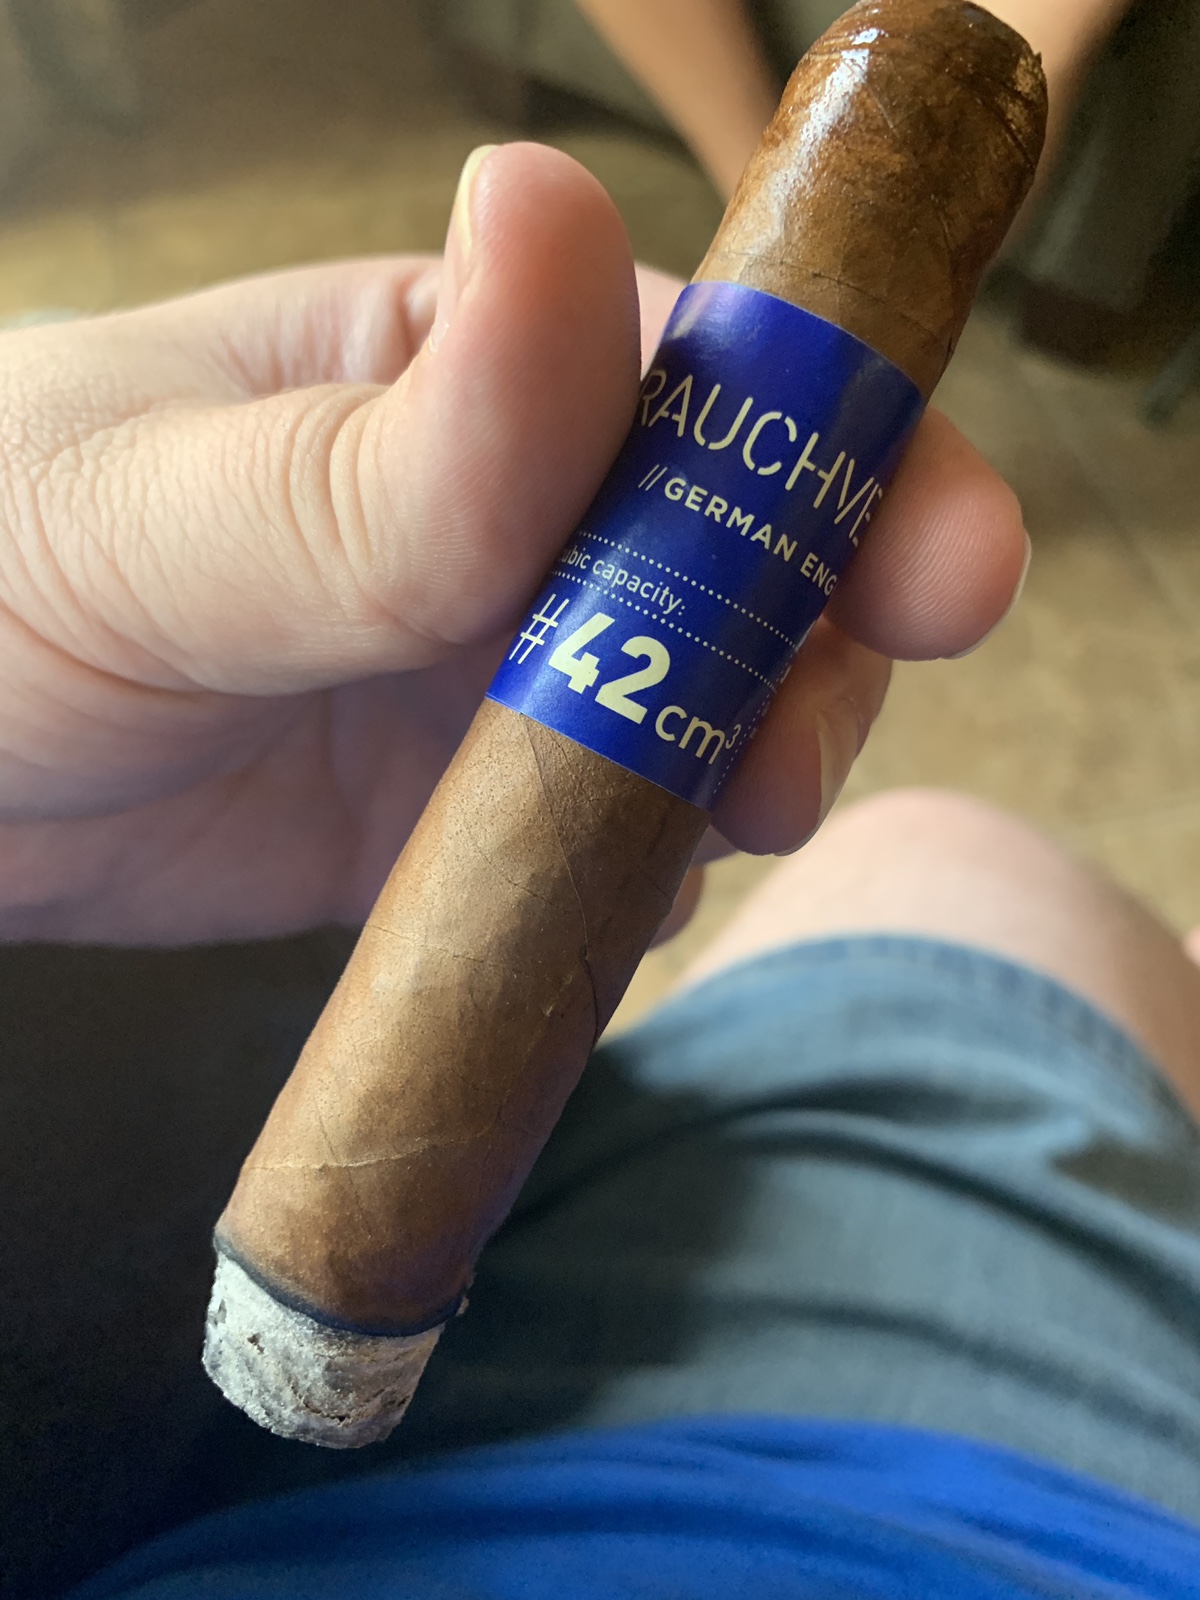 RAUCHVE
// GERMAN ENG
ubic capacity:
#42cm³